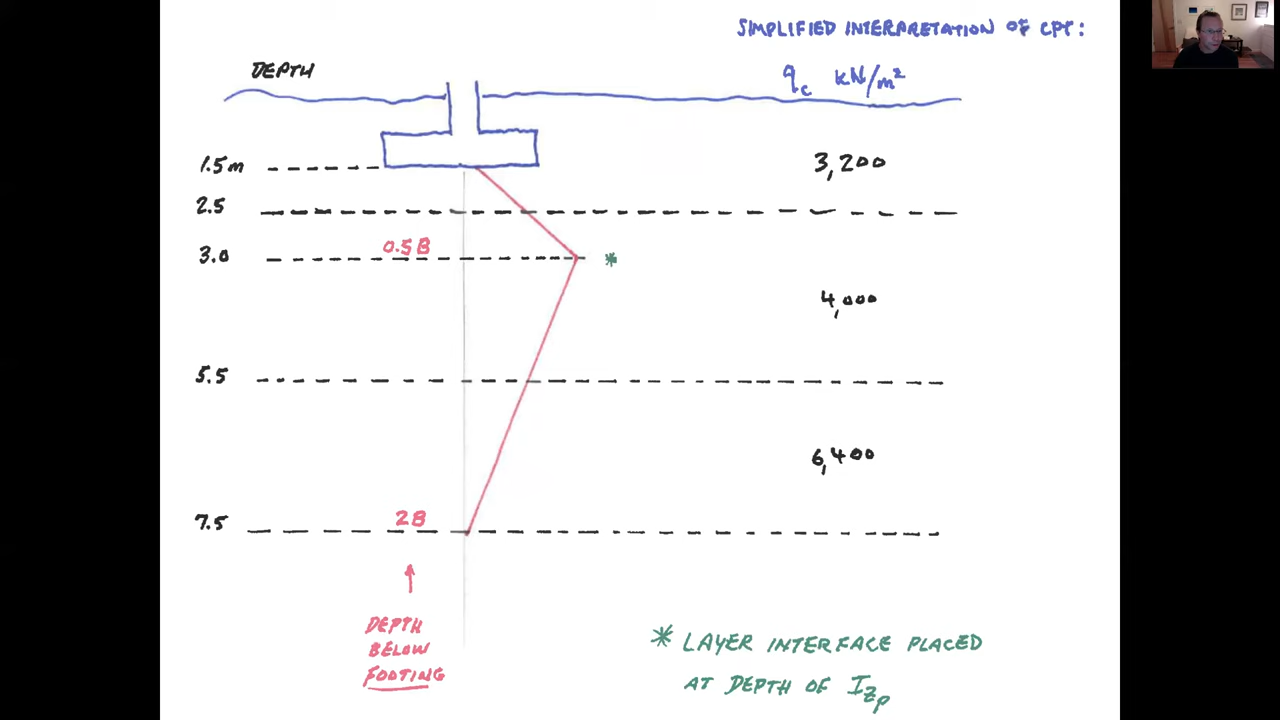 SIMPLIFIED INTERPRETATION OF CPT:
DEPTH
qc kN/m²
1.5m
3,200
2.5
0.5B
3.0
*
4,000
5.5
6,400
2B
7.5
↑
DEPTH
BELOW
FOOTING
* LAYER INTERFACE PLACED
AT DEPTH OF Izp